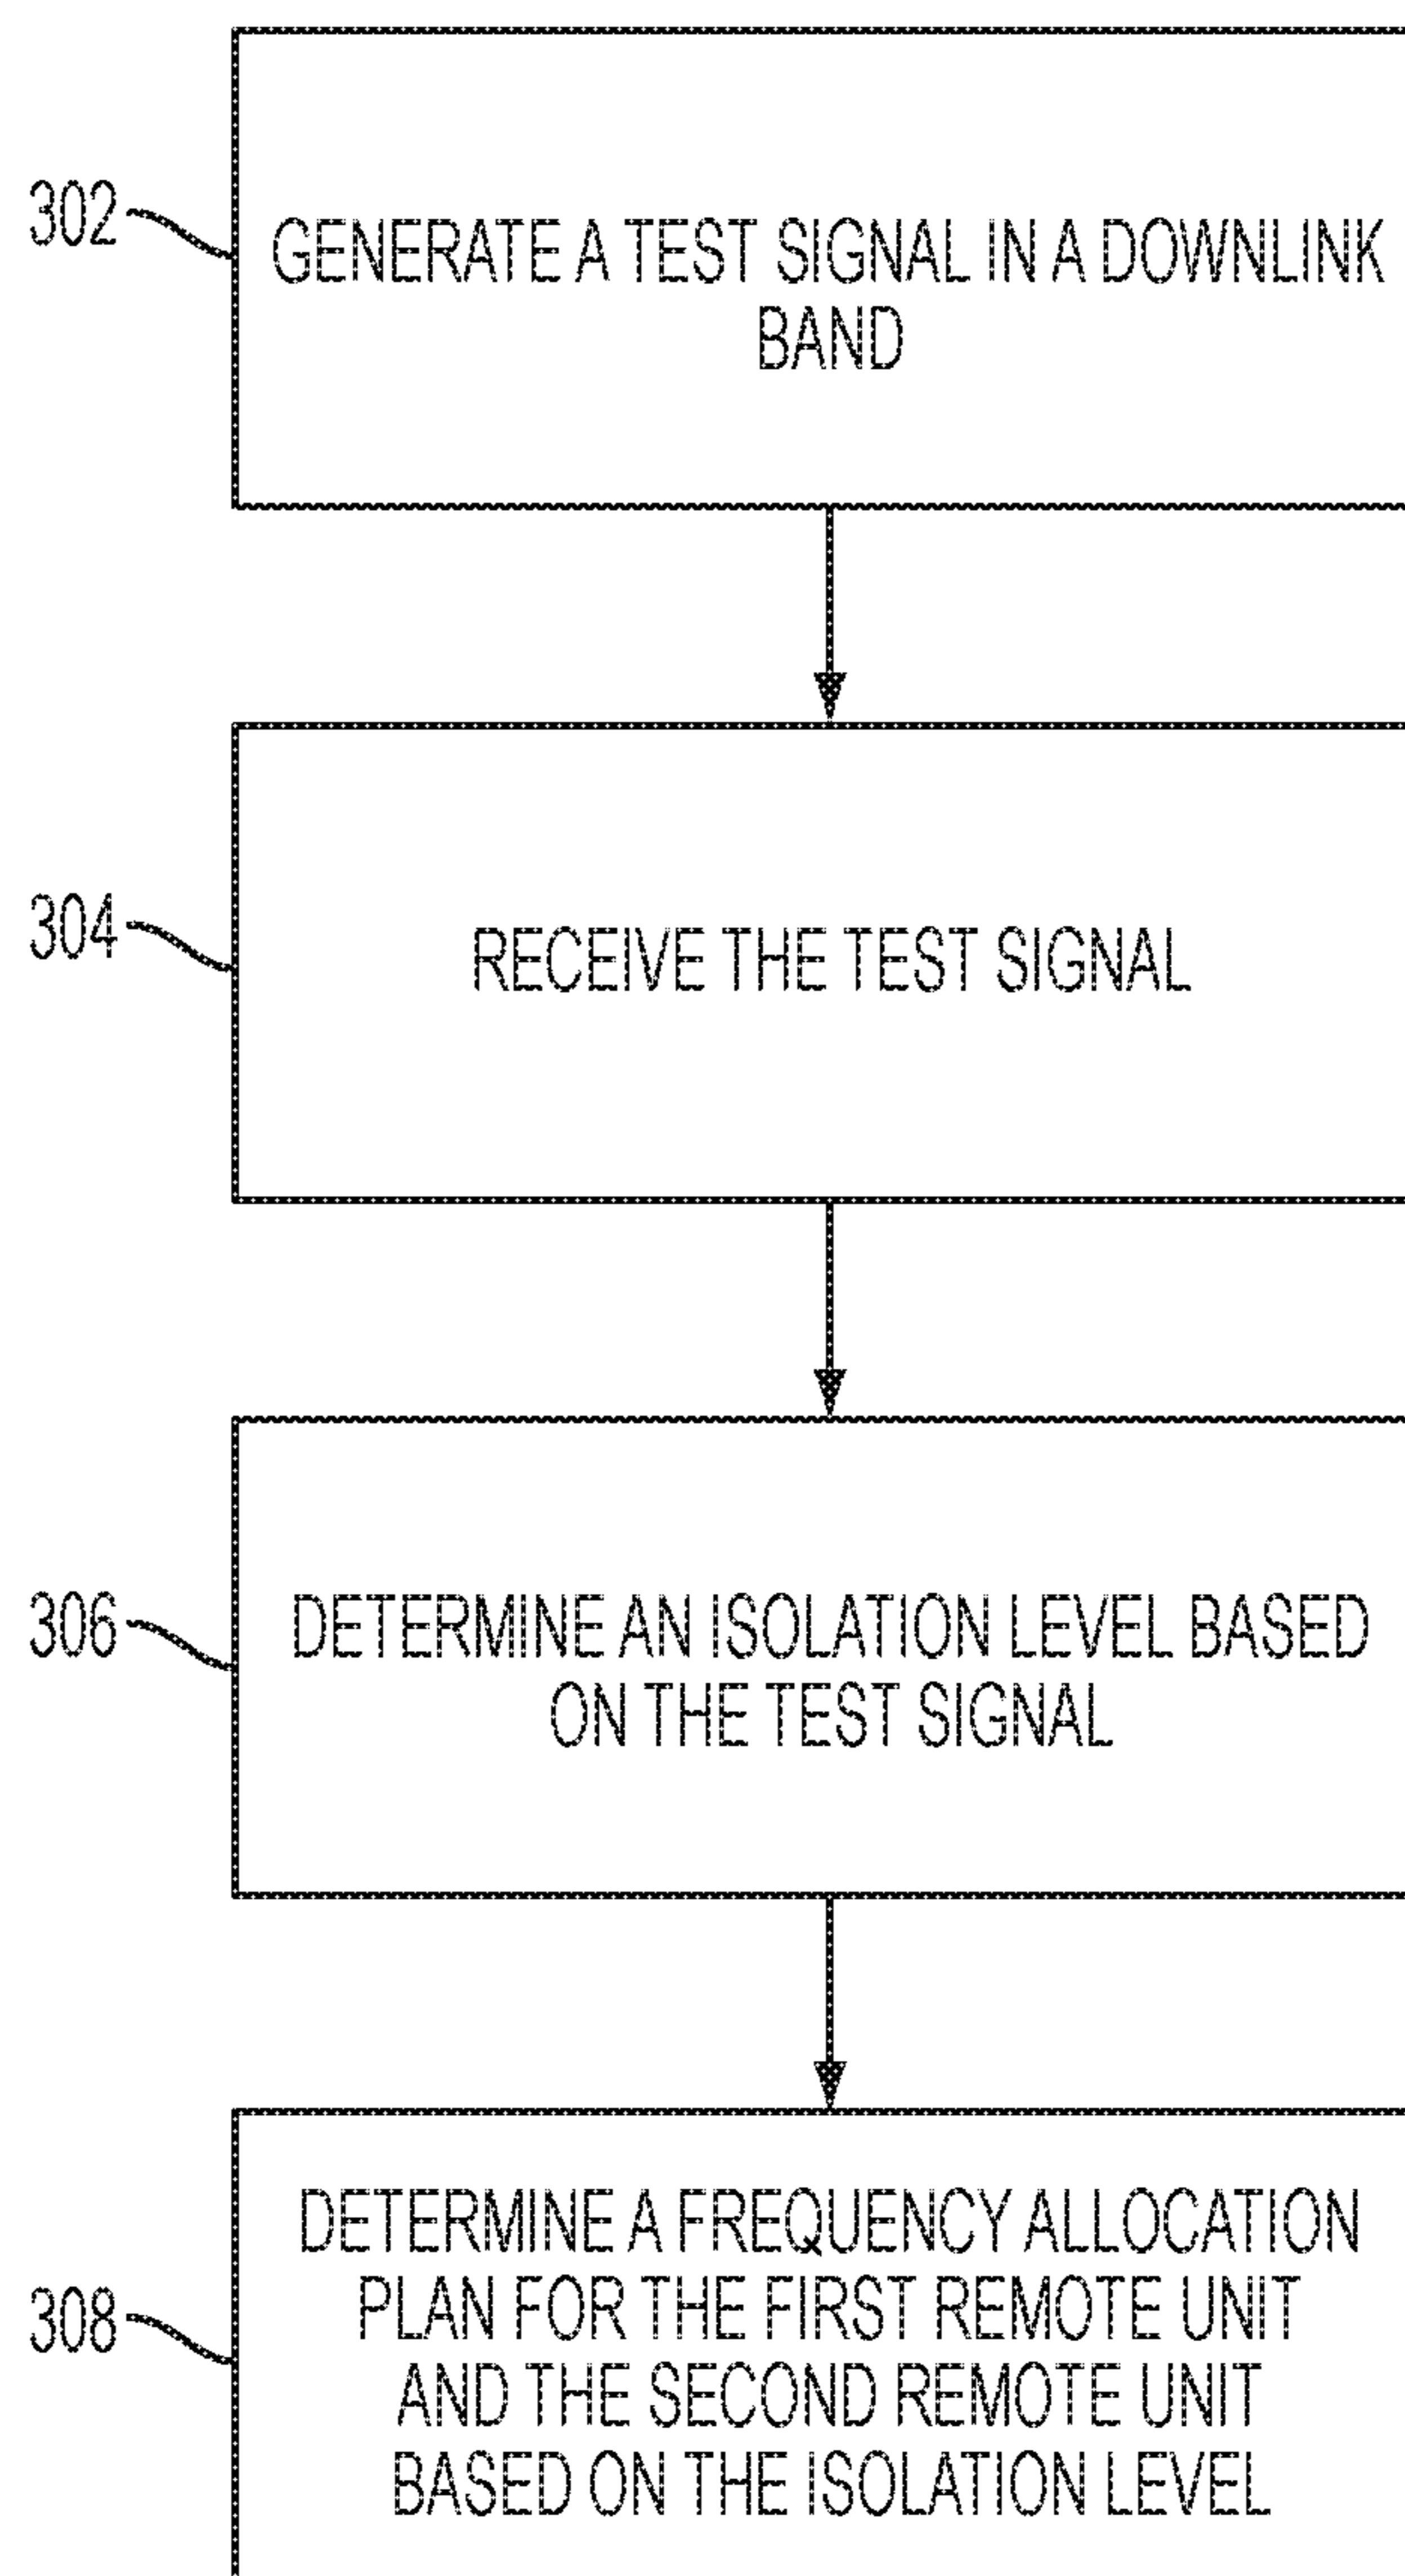 302
GENERATE A TEST SIGNAL IN A DOWNLINK
BAND
304
RECEIVE THE TEST SIGNAL
306
DETERMINE AN ISOLATION LEVEL BASED
ON THE TEST SIGNAL
308
DETERMINE A FREQUENCY ALLOCATION
PLAN FOR THE FIRST REMOTE UNIT
AND THE SECOND REMOTE UNIT
BASED ON THE ISOLATION LEVEL